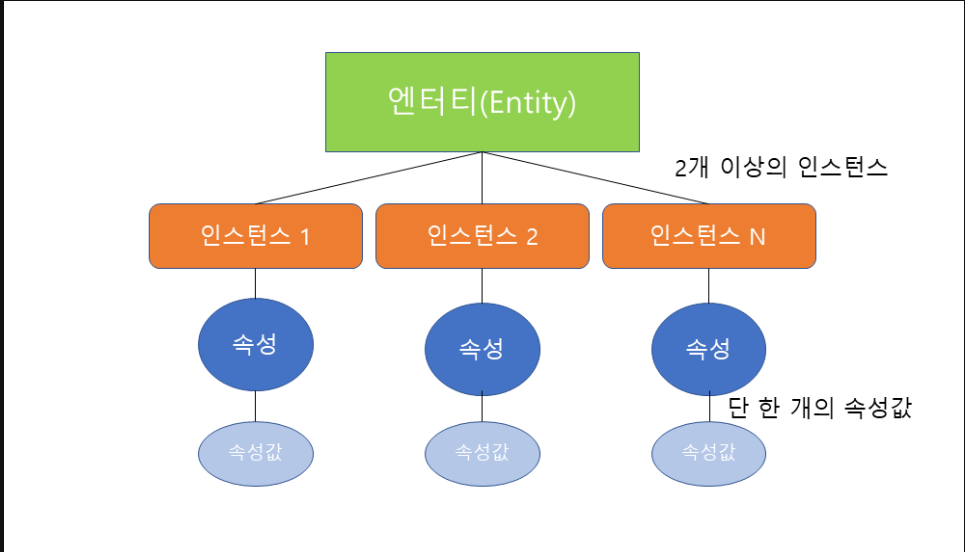 엔터티(Entity)
2개 이상의 인스턴스
인스턴스 1
인스턴스 2
인스턴스 N
속성
속성
속성
단 한 개의 속성값
속성값
속성값
속성값